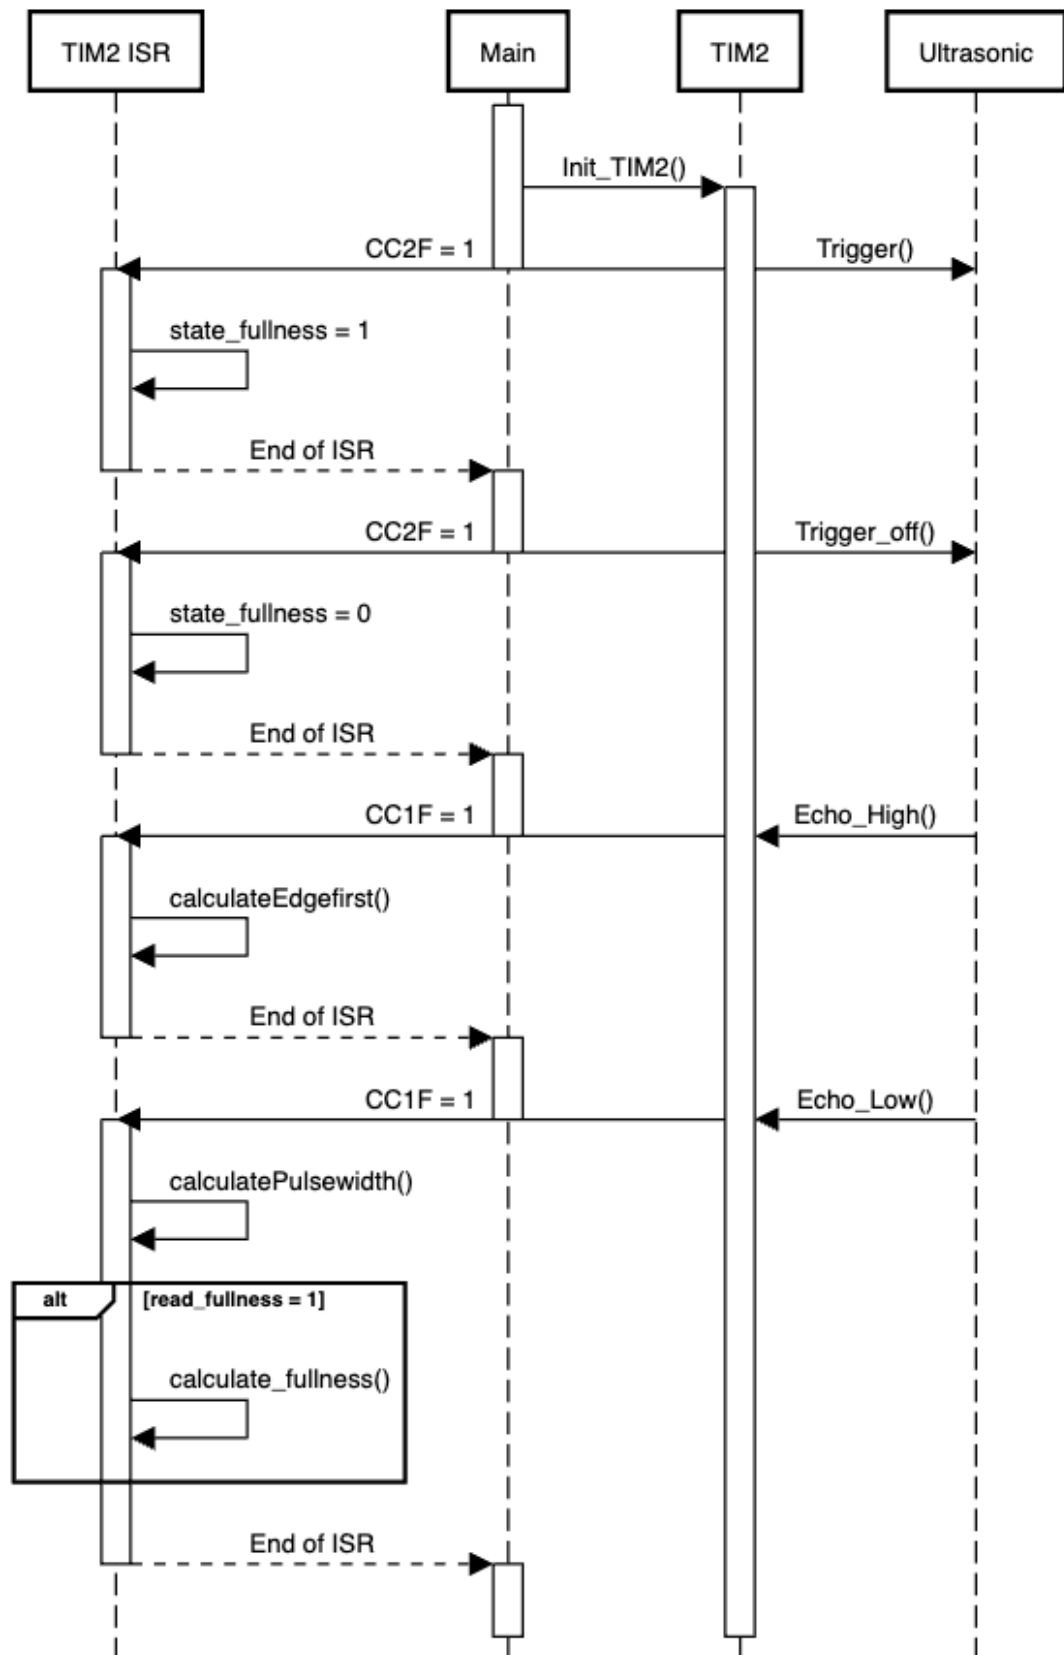 TIM2 ISR
Main
TIM2
Ultrasonic
Init_TIM2()
CC2F = 1
Trigger()
state_fullness = 1
End of ISR
CC2F = 1
Trigger_off()
state_fullness = 0
End of ISR
CC1F = 1
Echo_High()
calculateEdgefirst()
End of ISR
CC1F = 1
Echo_Low()
calculatePulsewidth()
alt
[read_fullness = 1]
calculate_fullness()
End of ISR